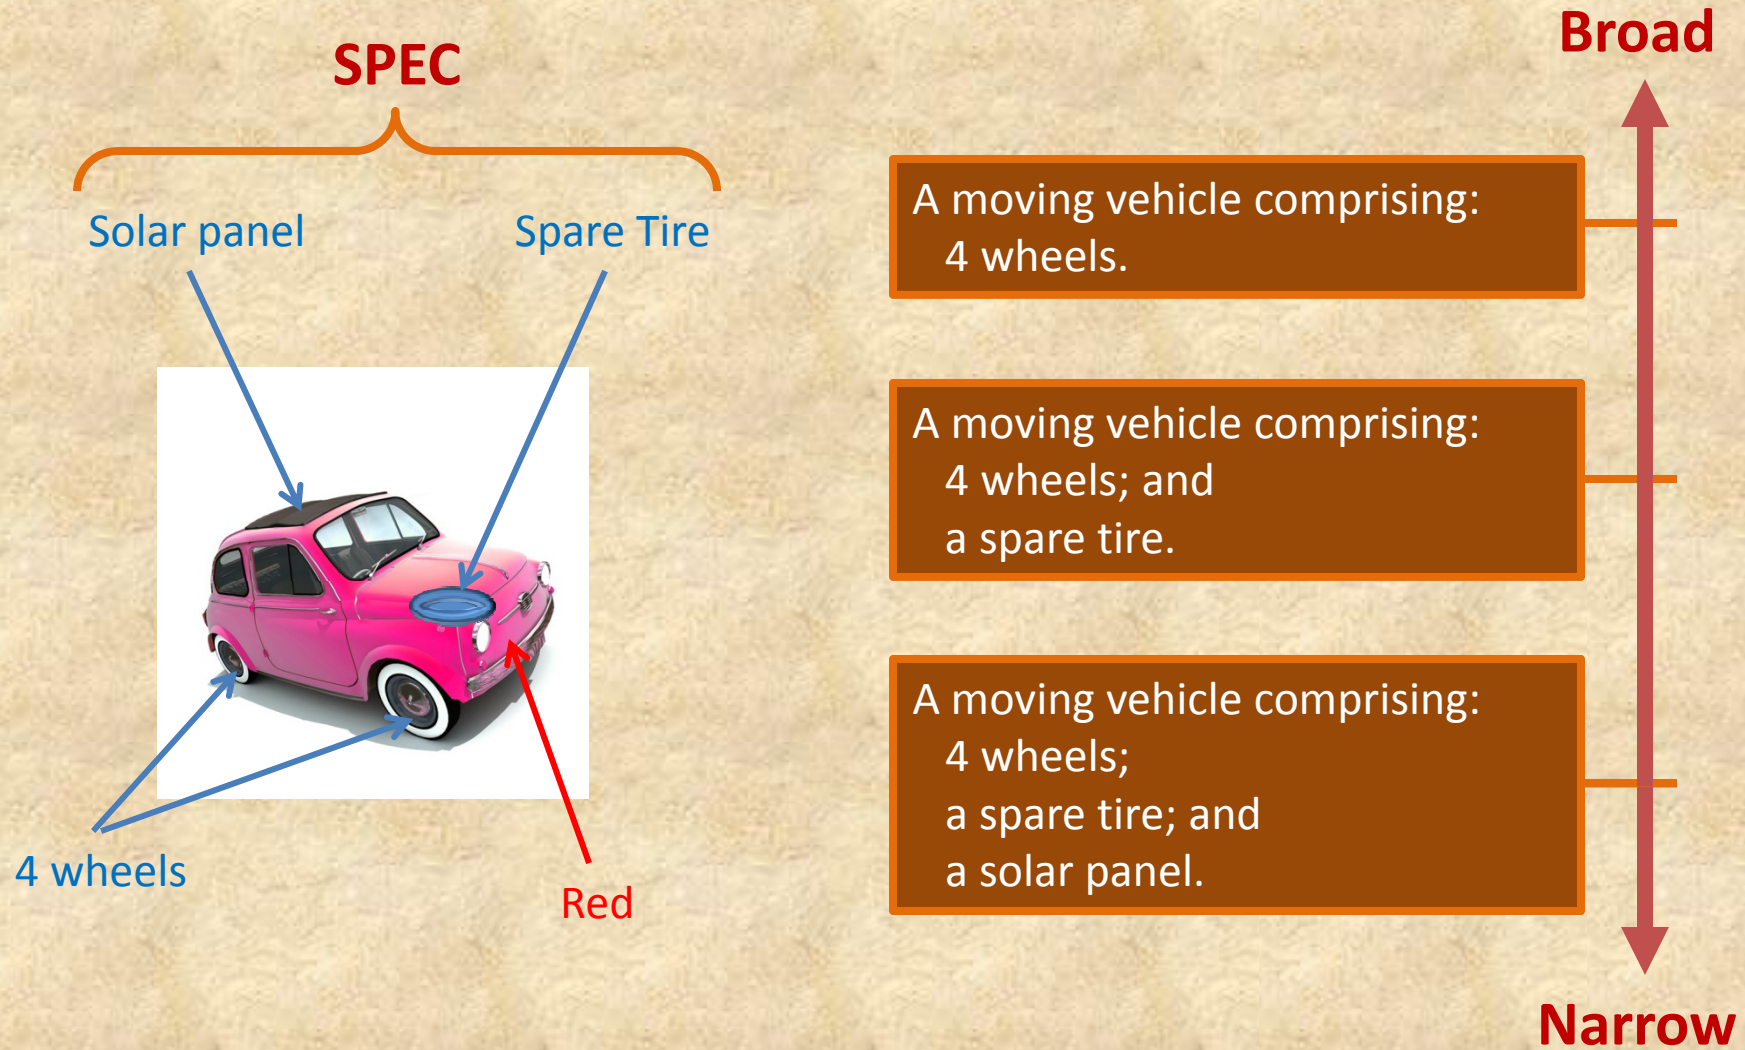 SPEC
Solar panel
Spare Tire
4 wheels
Red
Broad
A moving vehicle comprising:
4 wheels.
A moving vehicle comprising:
4 wheels; and
a spare tire.
A moving vehicle comprising:
4 wheels;
a spare tire; and
a solar panel.
Narrow